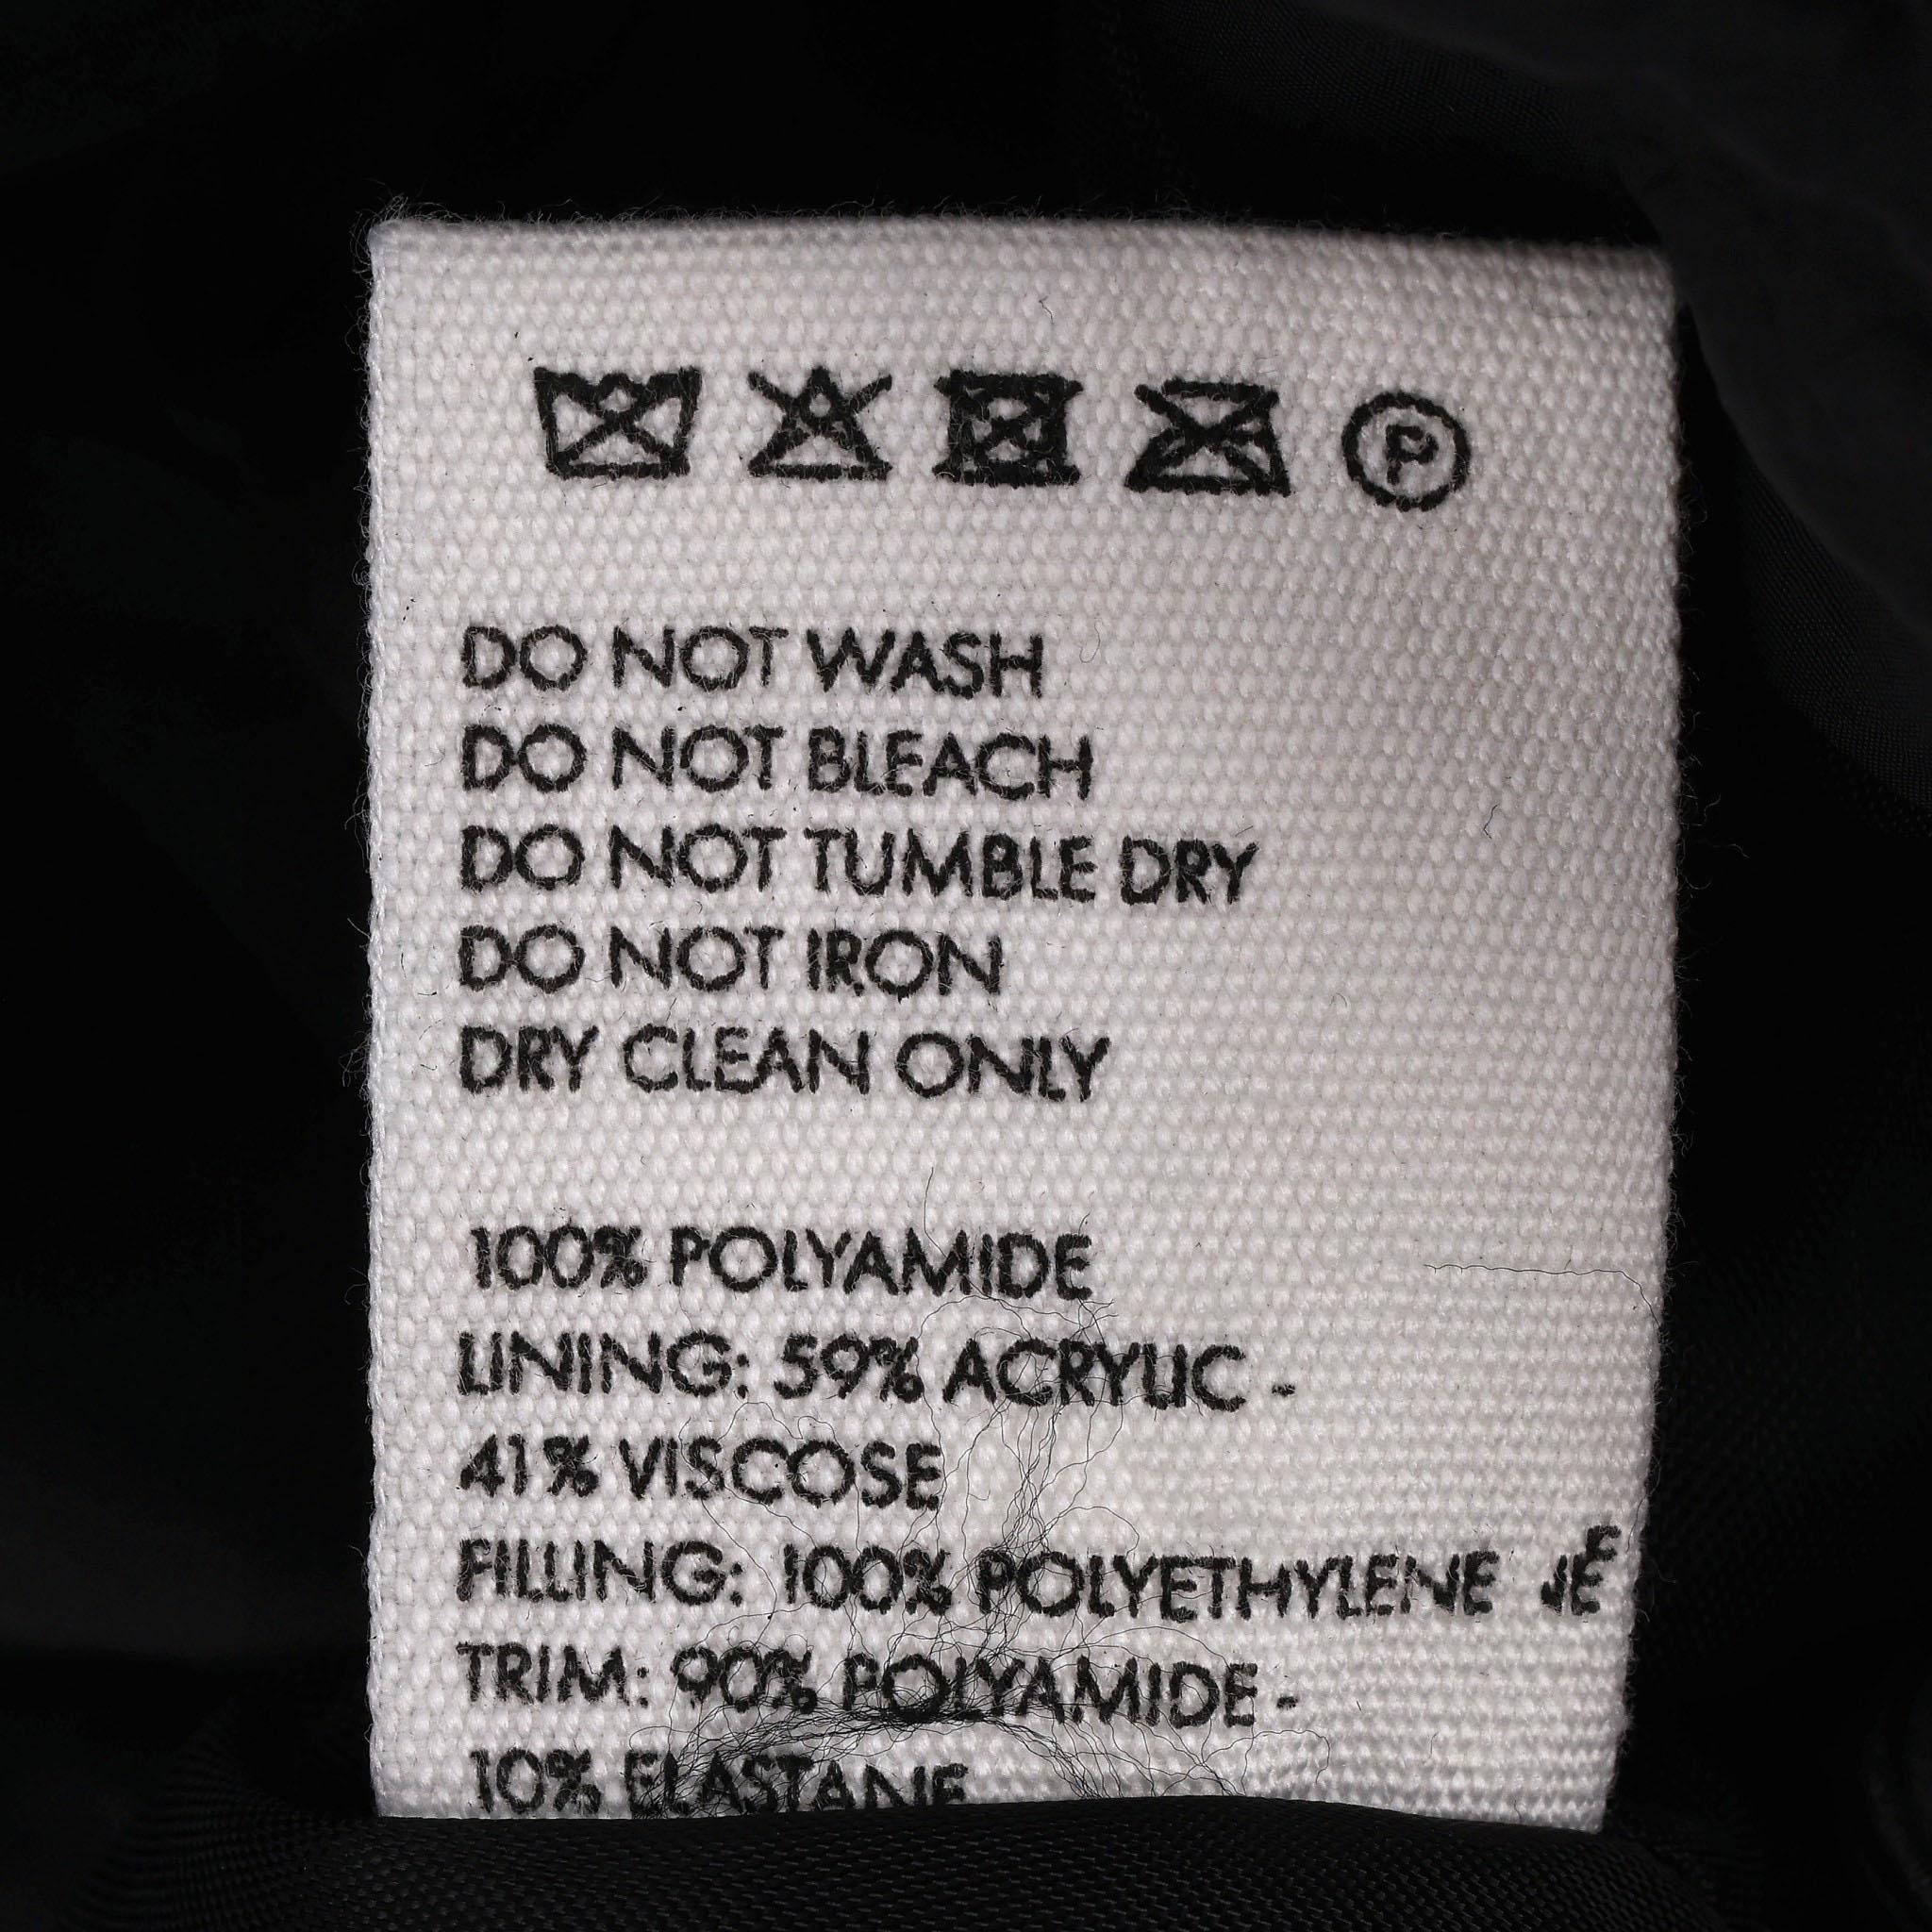 P
DO NOT WASH
DO NOT BLEACH
DO NOT TUMBLE DRY
DO NOT IRON
DRY CLEAN ONLY
100% POLYAMIDE
LINING: 59% ACRYLIC -
41% VISCOSE
FILLING: 100% POLYETHYLENE
TRIM: 90% POLYAMIDE -
10% ELASTANE